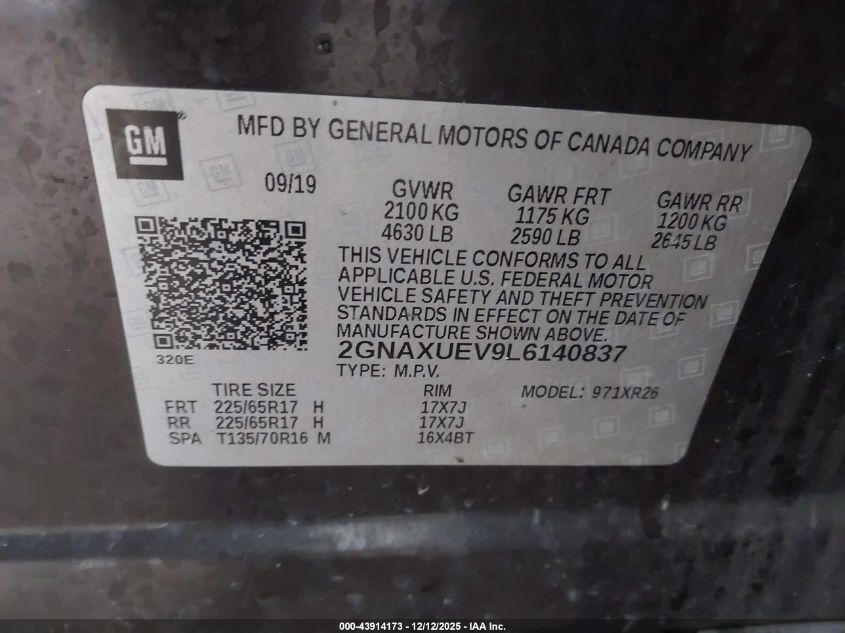 GM
MFD BY GENERAL MOTORS OF CANADA COMPANY
09/19
GVWR GAWR FRT GAWR RR
2100 KG 1175 KG 1200 KG
4630 LB 2590 LB 2645 LB
THIS VEHICLE CONFORMS TO ALL
APPLICABLE U.S. FEDERAL MOTOR
VEHICLE SAFETY AND THEFT PREVENTION
STANDARDS IN EFFECT ON THE DATE OF
MANUFACTURE SHOWN ABOVE.
320E
2GNAXUEV9L6140837
TYPE: M.P.V.
TIRE SIZE RIM MODEL: 971XR26
FRT 225/65R17 H 17X7J
RR 225/65R17 H 17X7J
SPA T135/70R16 M 16X4BT
000-43914173 - 12/12/2025 - IAA Inc.